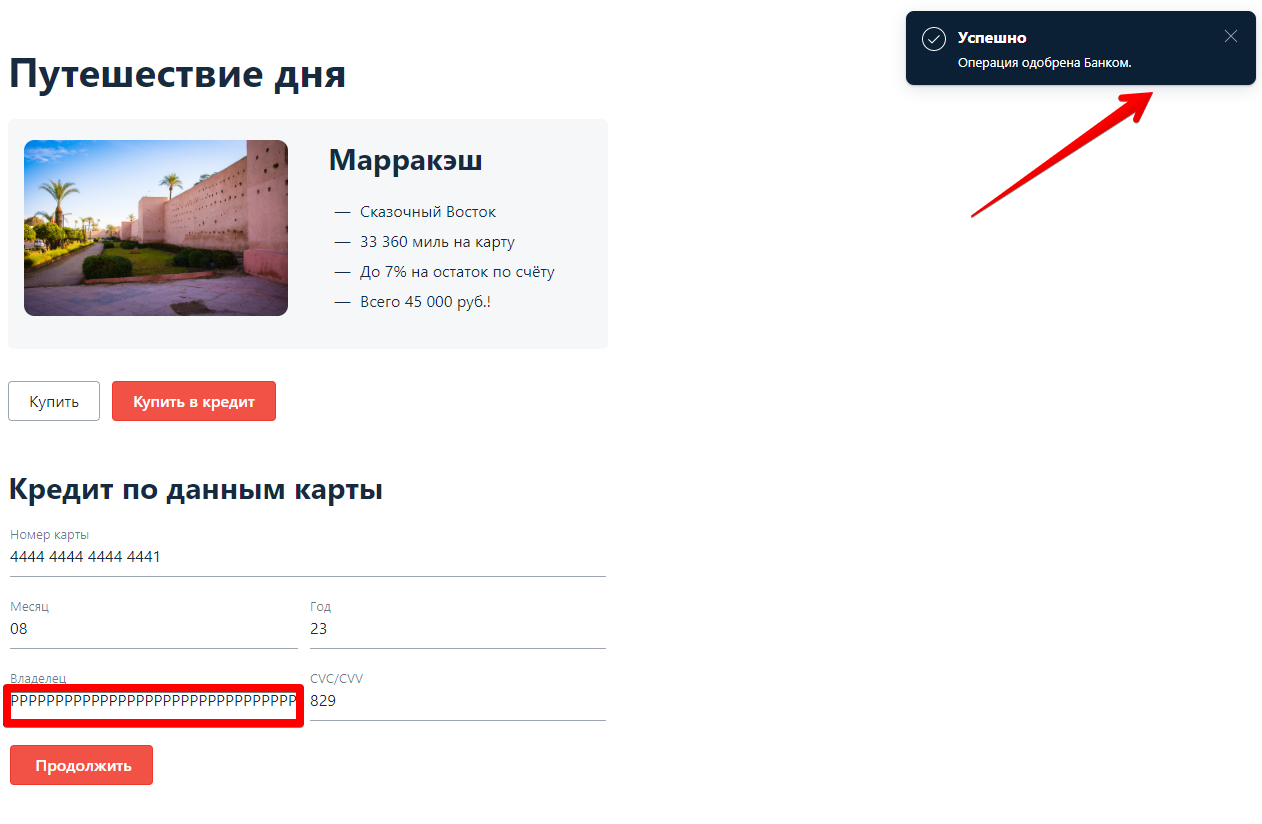 Успешно
Операция одобрена Банком.
Путешествие дня
Марракэш
— Сказочный Восток
— 33 360 миль на карту
— До 7% на остаток по счёту
— Всего 45 000 руб.!
Купить
Купить в кредит
Кредит по данным карты
Номер карты
4444 4444 4444 4441
Месяц
Год
08
23
Владелец
CVC/CVV
PPPPPPPPPPPPPPPPPPPPPPPPPPPPPPPP
829
Продолжить